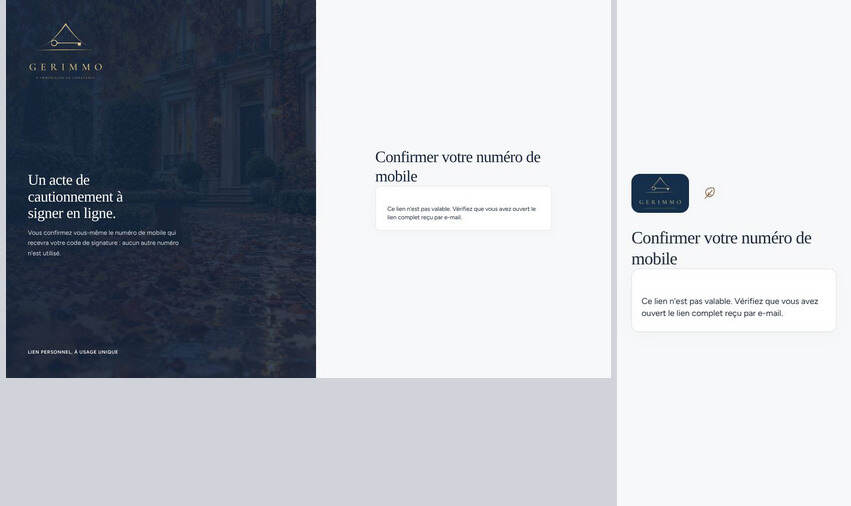 GERIMMO
Un acte de
cautionnement à
signer en ligne.
Vous confirmez vous-même le numéro de mobile qui
recevra votre code de signature : aucun autre numéro
n'est utilisé.
LIEN PERSONNEL, À USAGE UNIQUE
Confirmer votre numéro de
mobile
Ce lien n'est pas valable. Vérifiez que vous avez ouvert le
lien complet reçu par e-mail.
GERIMMO
Confirmer votre numéro de
mobile
Ce lien n'est pas valable. Vérifiez que vous avez
ouvert le lien complet reçu par e-mail.